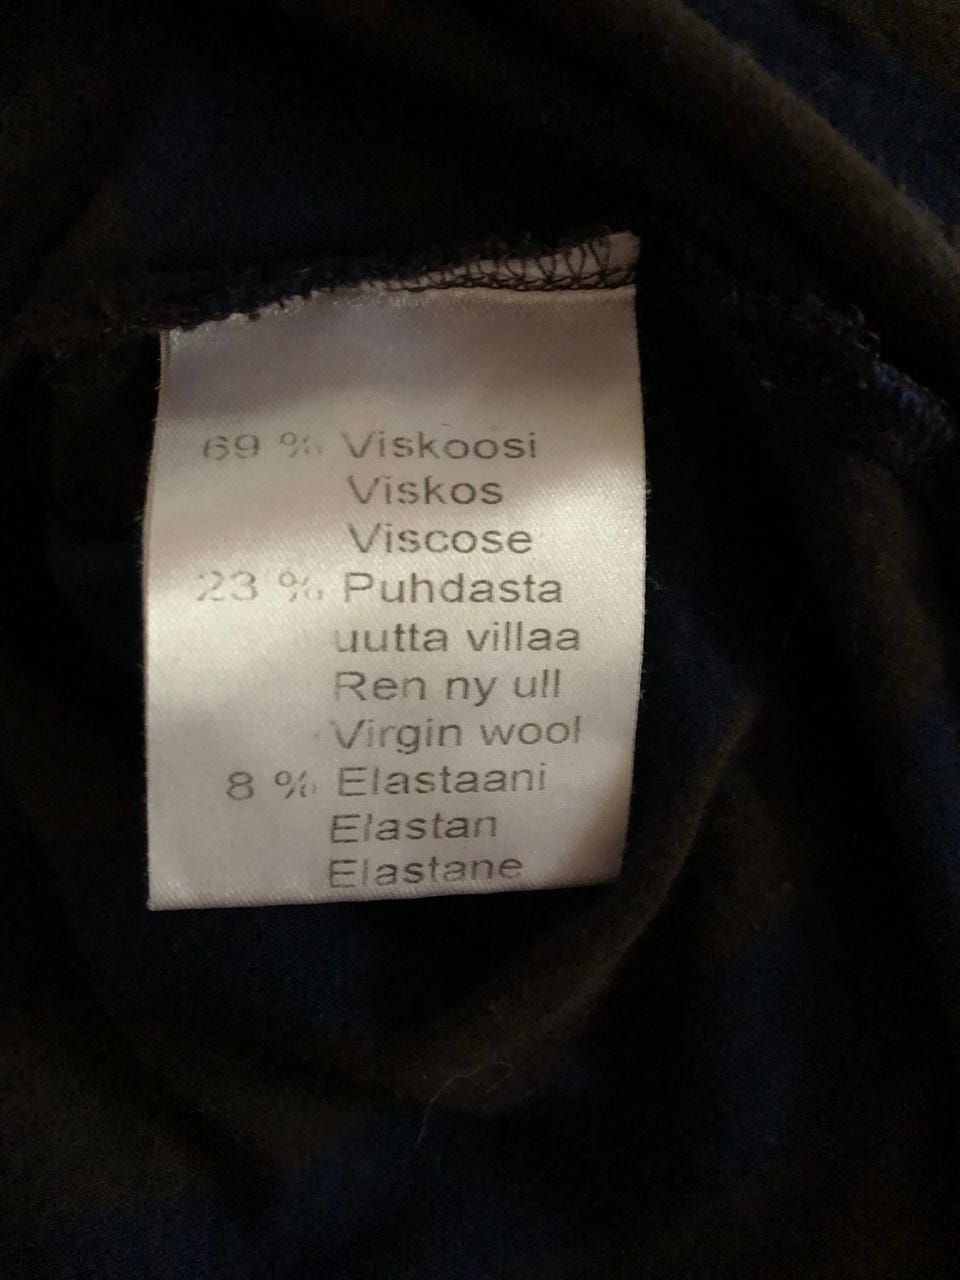 69 % Viskoosi
Viskos
Viscose
23 % Puhdasta
uutta villaa
Ren ny ull
Virgin wool
8 % Elastaani
Elastan
Elastane